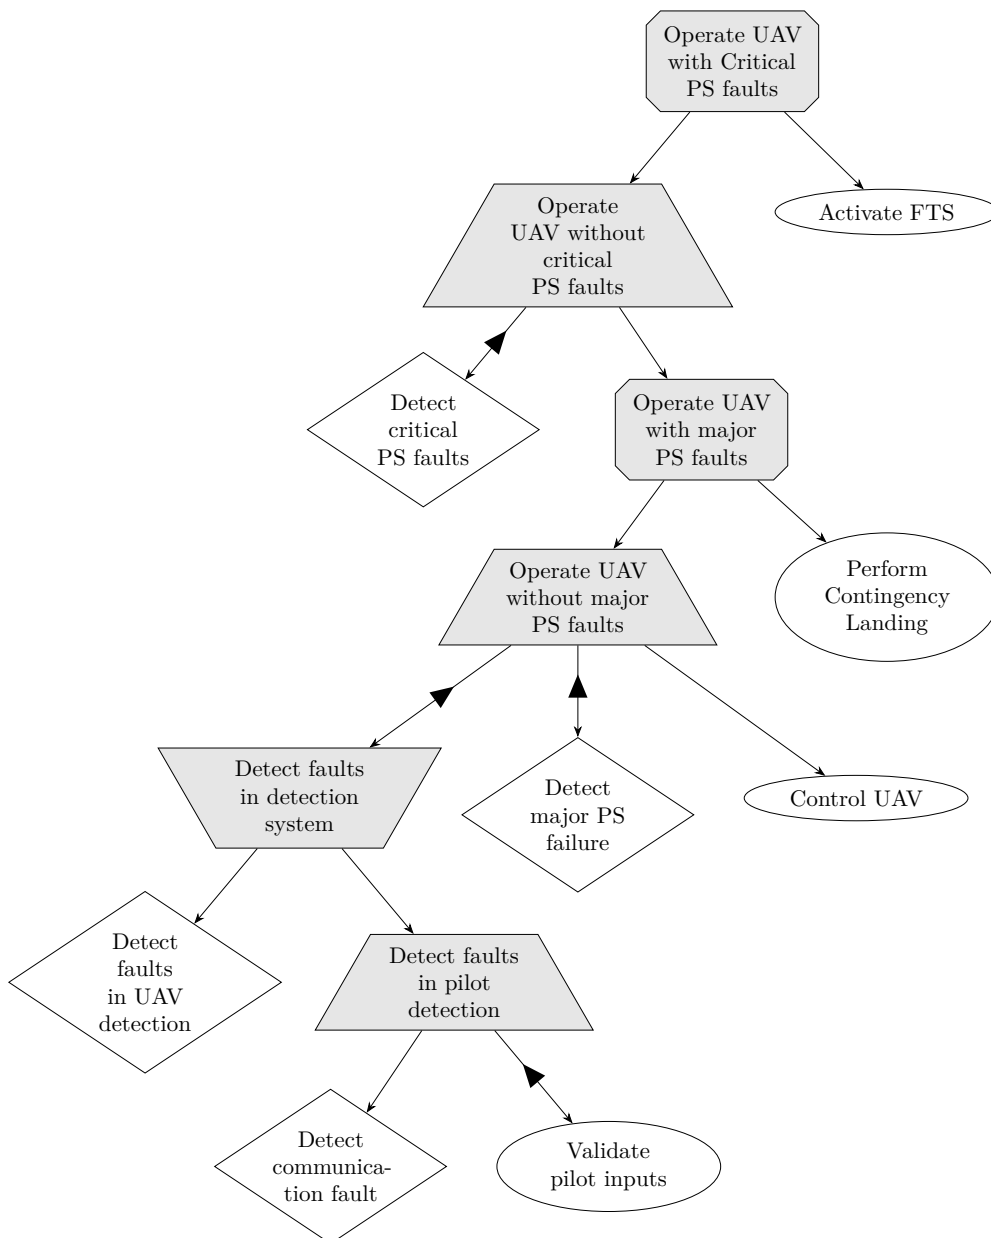 Operate UAV
with Critical
PS faults
Operate
UAV without
critical
PS faults
Activate FTS
Detect
critical
PS faults
Operate UAV
with major
PS faults
Operate UAV
without major
PS faults
Perform
Contingency
Landing
Detect faults
in detection
system
Detect
major PS
failure
Control UAV
Detect
faults
in UAV
detection
Detect faults
in pilot
detection
Detect
communica-
tion fault
Validate
pilot inputs